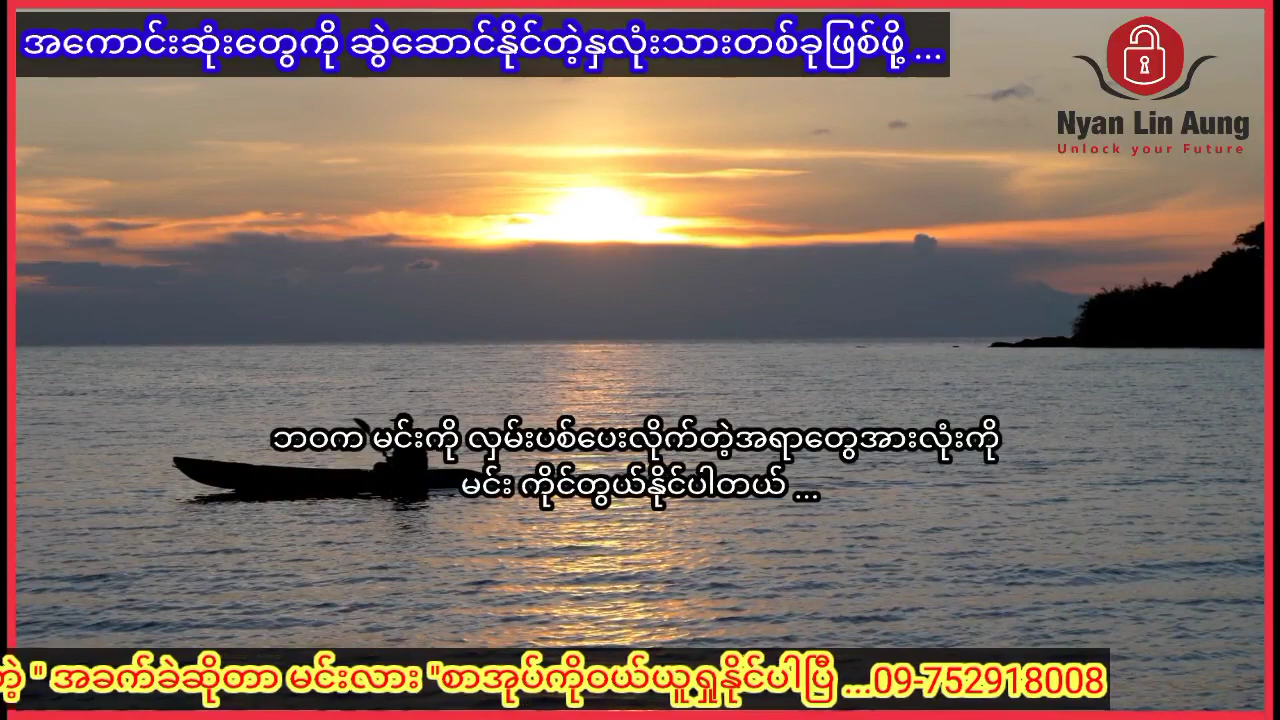 အကောင်းဆုံးတွေကို ဆွဲဆောင်နိုင်တဲ့နှလုံးသားတစ်ခုဖြစ်ဖို့ ...
Nyan Lin Aung
Unlock your Future
ဘဝက မင်းကို လှမ်းပစ်ပေးလိုက်တဲ့အရာတွေအားလုံးကို
မင်း ကိုင်တွယ်နိုင်ပါတယ် ...
" အခက်ခဲဆိုတာ မင်းလား "စာအုပ်ကိုဝယ်ယူရှုနိုင်ပါပြီ ...09-752918008